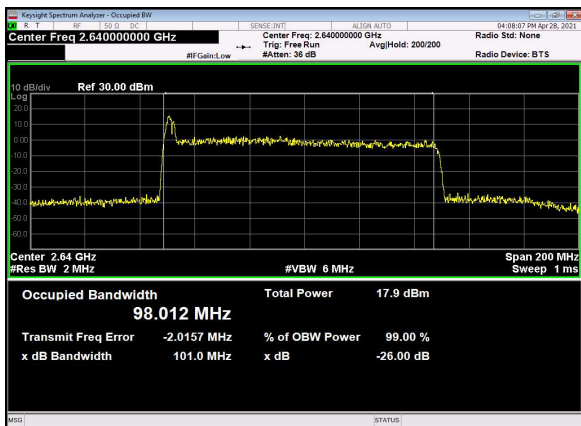 Keysight Spectrum Analyzer - Occupied BW
R T RF 50 Ω DC SENSE:INT ALIGN AUTO 04:08:07 PM Apr 28, 2021
Center Freq 2.640000000 GHz Center Freq: 2.640000000 GHz Radio Std: None
Trig: Free Run Avg|Hold: 200/200
#IFGain:Low #Atten: 36 dB Radio Device: BTS
10 dB/div Ref 30.00 dBm
Log
20.0
10.0
0.00
-10.0
-20.0
-30.0
-40.0
-50.0
-60.0
Center 2.64 GHz Span 200 MHz
#Res BW 2 MHz #VBW 6 MHz Sweep 1 ms
Occupied Bandwidth Total Power 17.9 dBm
98.012 MHz
Transmit Freq Error -2.0157 MHz % of OBW Power 99.00 %
x dB Bandwidth 101.0 MHz x dB -26.00 dB
MSG STATUS